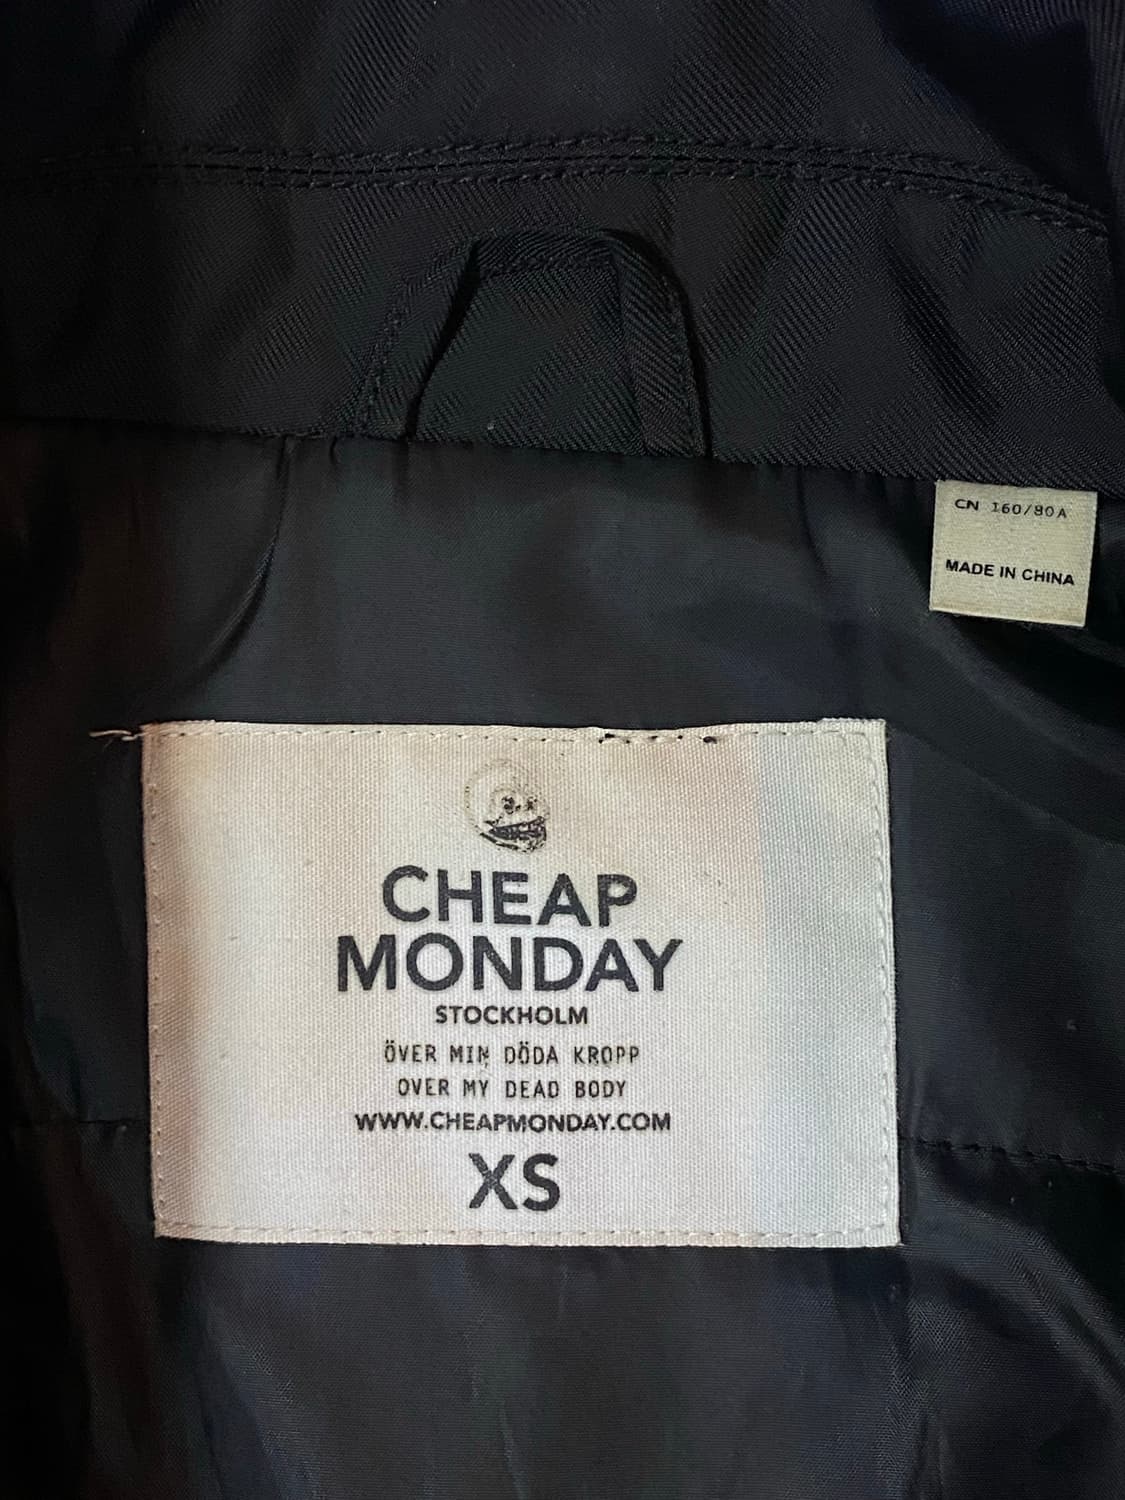 CN 160/80A
MADE IN CHINA
CHEAP
MONDAY
STOCKHOLM
ÖVER MIN DÖDA KROPP
OVER MY DEAD BODY
WWW.CHEAPMONDAY.COM
XS